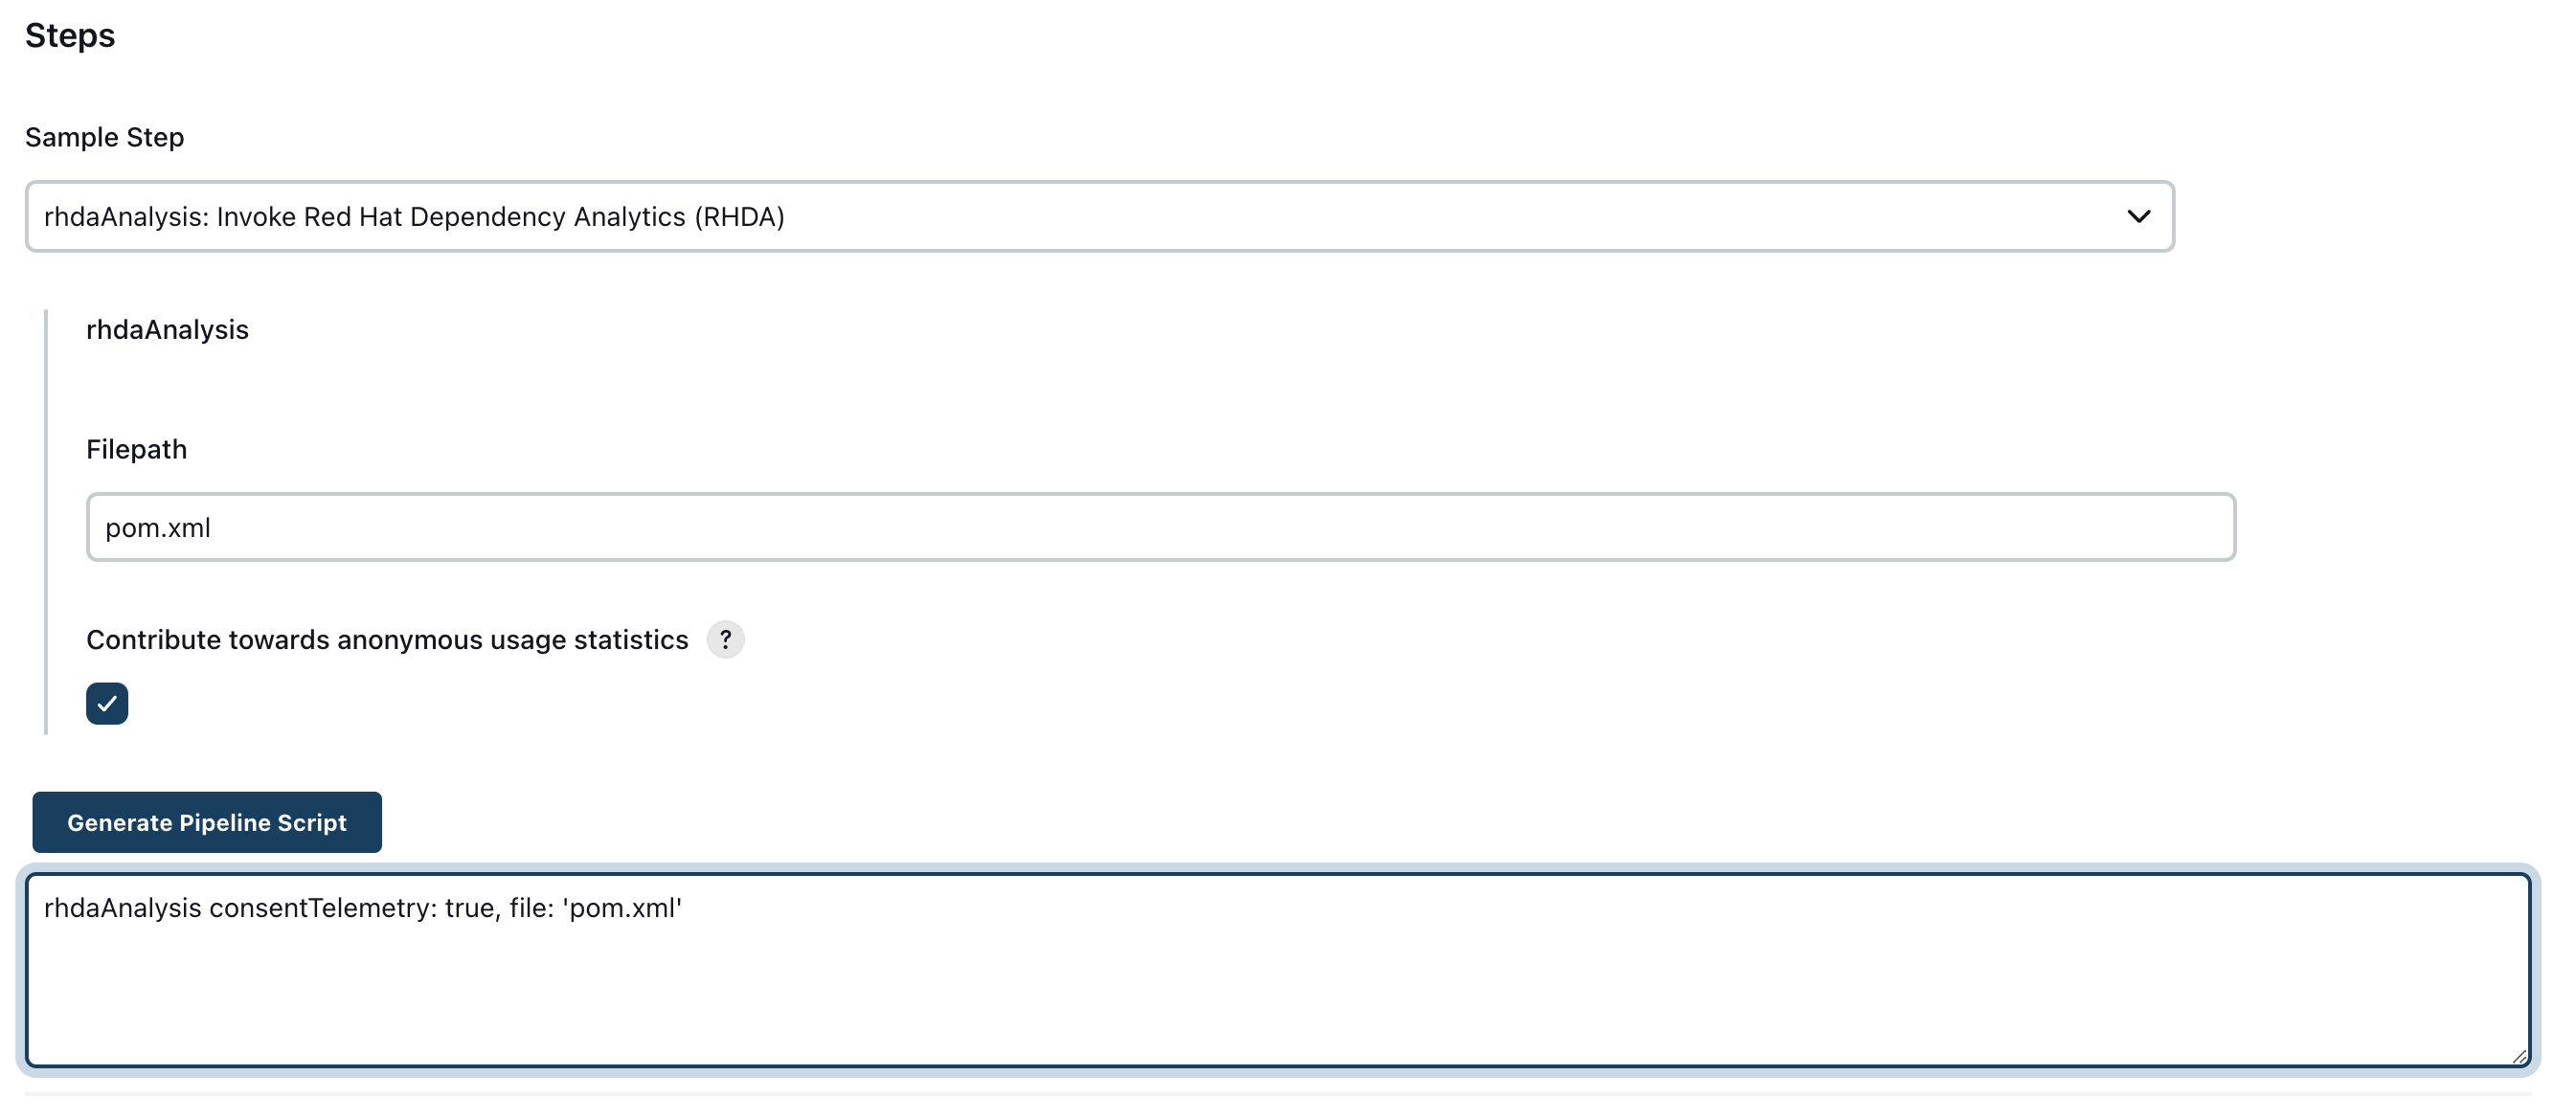 Steps
Sample Step
rhdaAnalysis: Invoke Red Hat Dependency Analytics (RHDA)
rhdaAnalysis
Filepath
pom.xml
Contribute towards anonymous usage statistics ?
Generate Pipeline Script
rhdaAnalysis consentTelemetry: true, file: 'pom.xml'